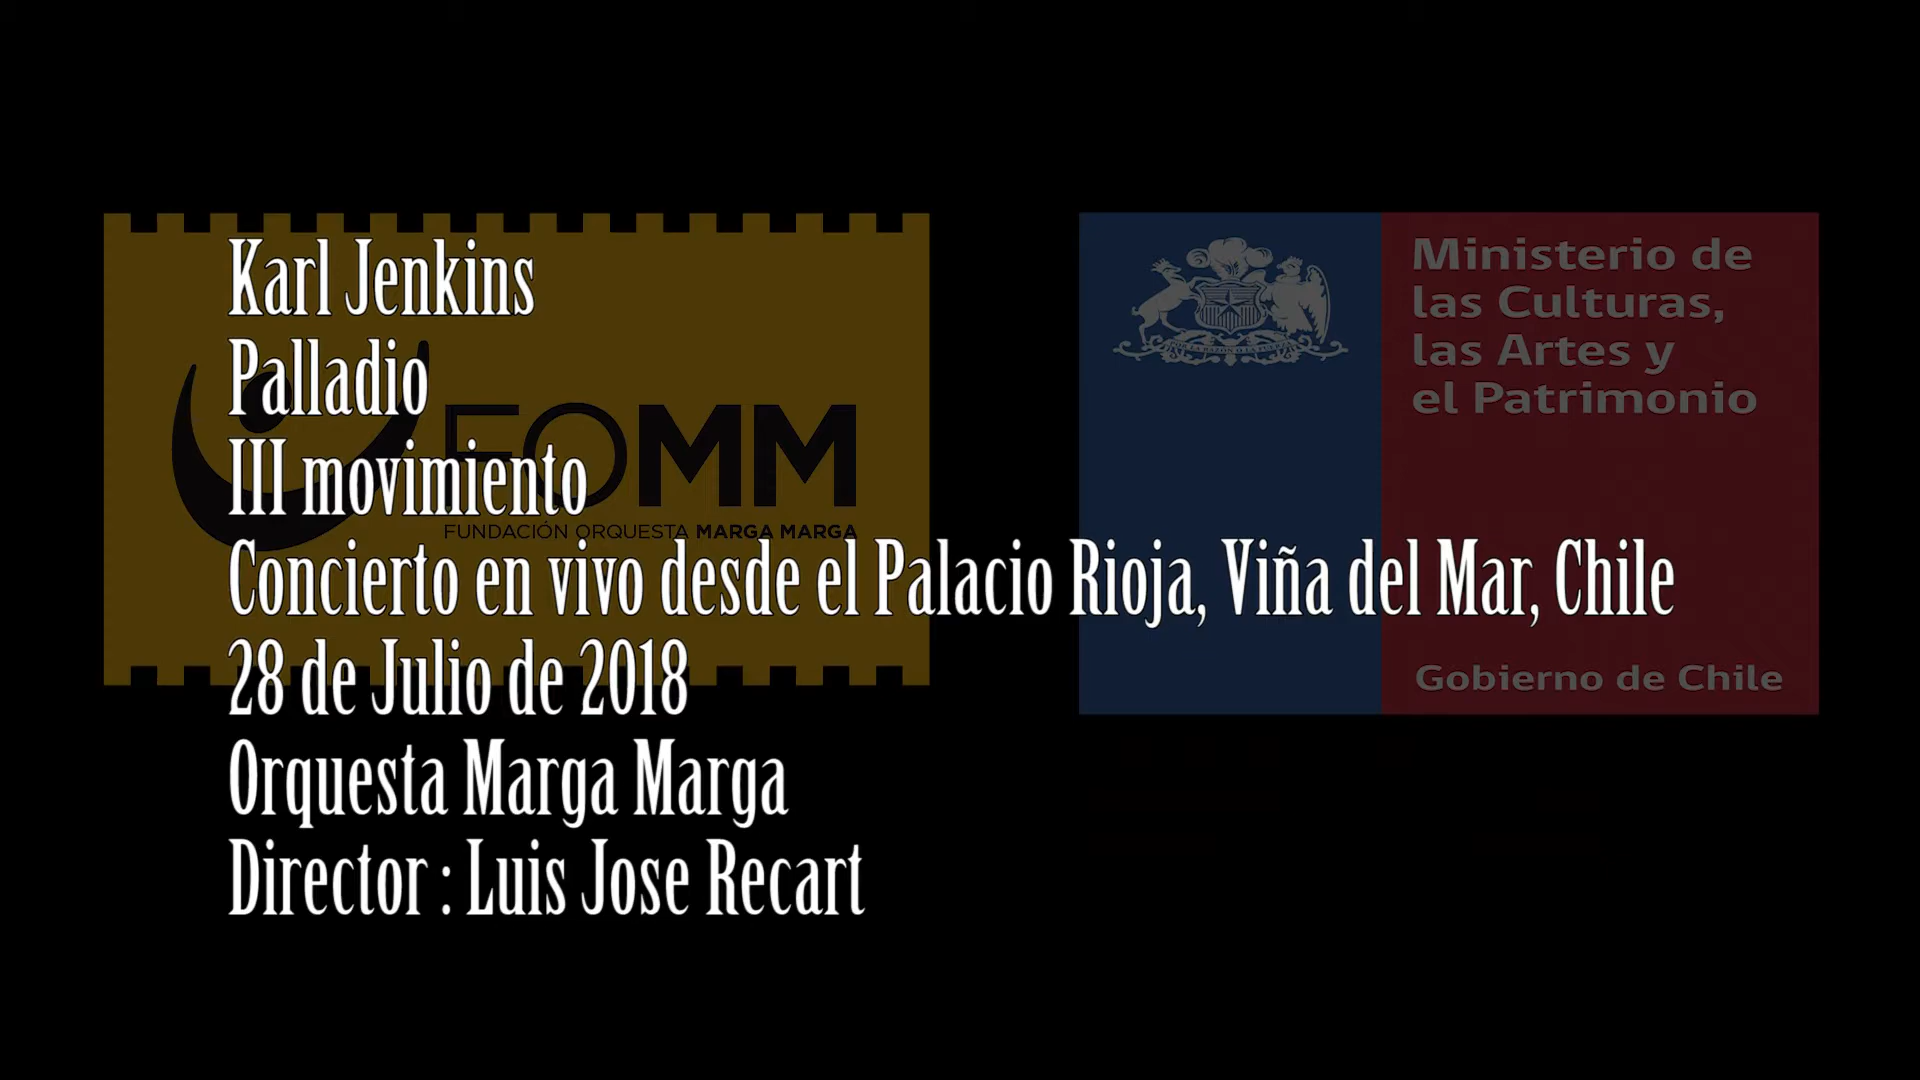 Karl Jenkins
Palladio
III movimiento
Concierto en vivo desde el Palacio Rioja, Viña del Mar, Chile
28 de Julio de 2018
Orquesta Marga Marga
Director : Luis Jose Recart
FOMM
FUNDACIÓN ORQUESTA MARGA MARGA
Ministerio de
las Culturas,
las Artes y
el Patrimonio
Gobierno de Chile